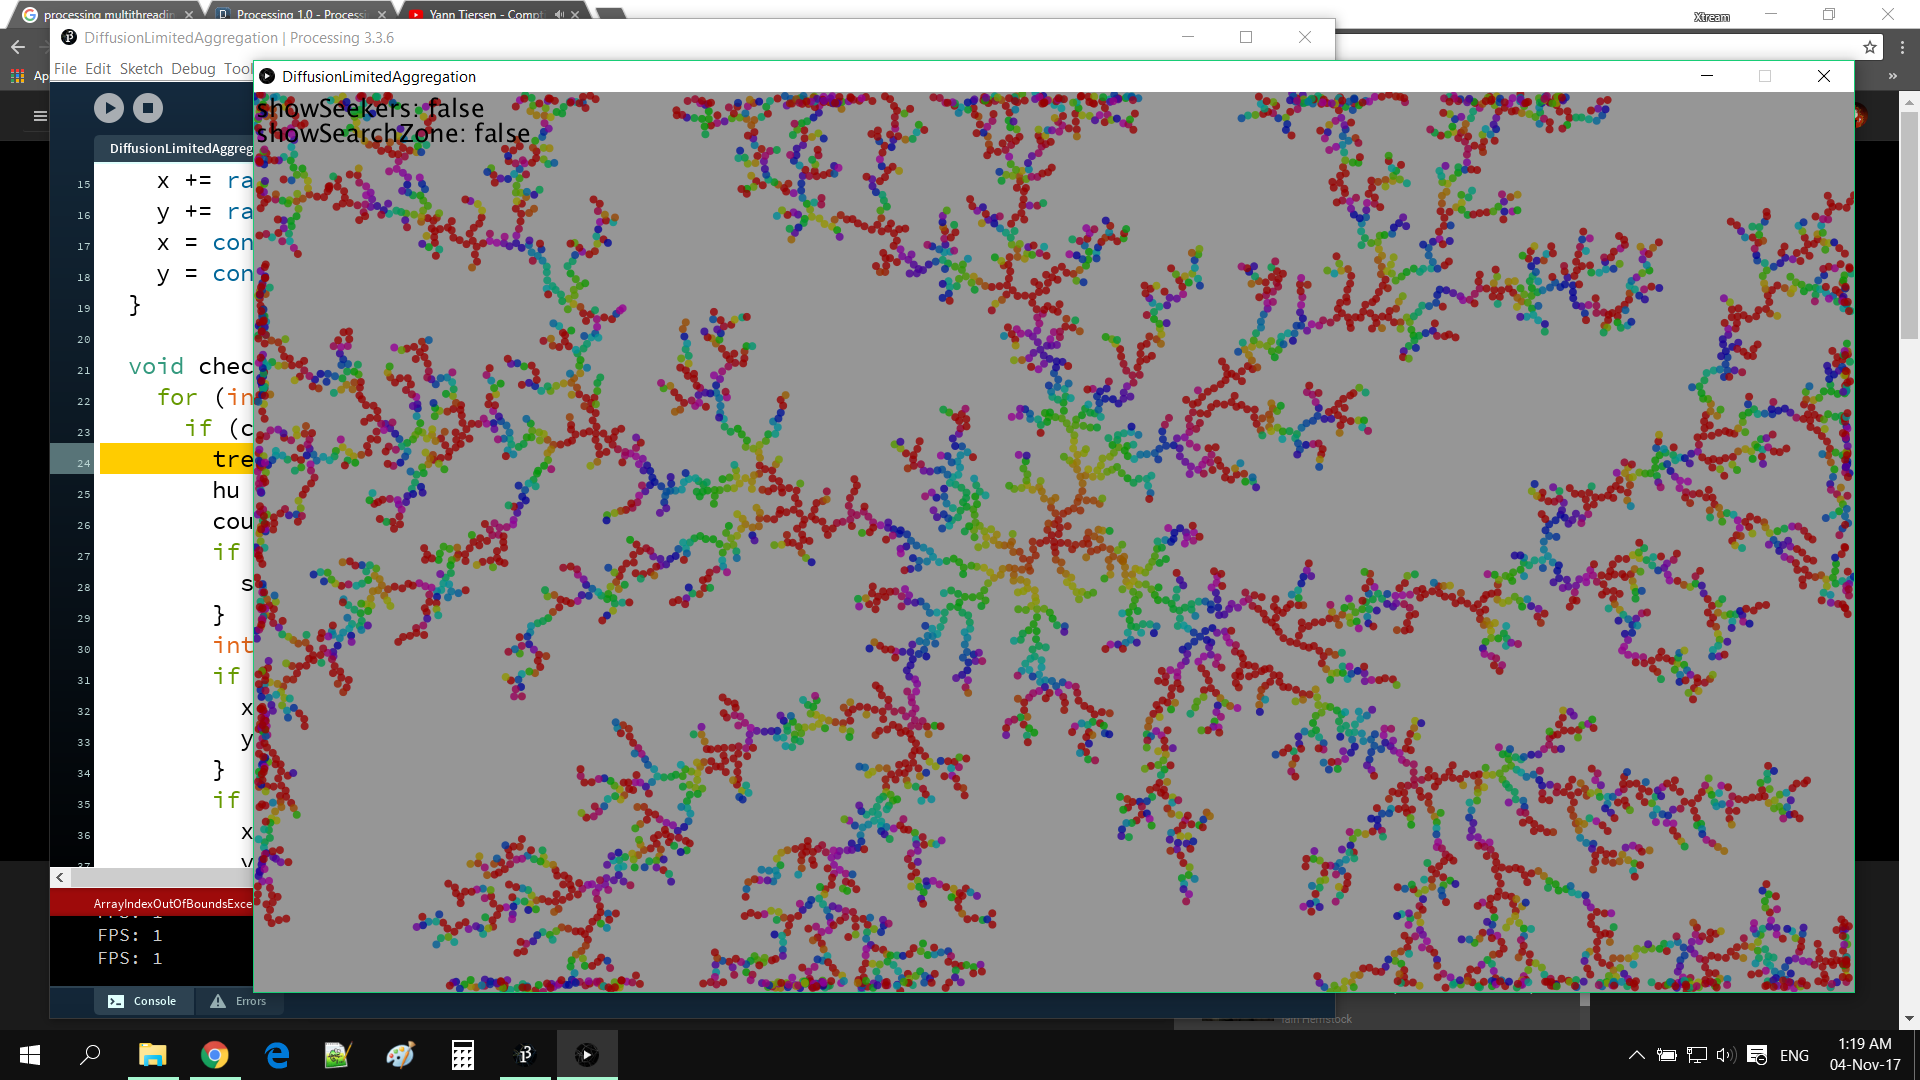 processing multithreadin
Processing 1.0 - Process
Yann Tiersen - Compt
Xtream
DiffusionLimitedAggregation | Processing 3.3.6
File Edit Sketch Debug Tool
Ap
DiffusionLimitedAggregation
showSeekers: false
showSearchZone: false
DiffusionLimitedAggreg
15 x += ra
16 y += ra
17 x = con
18 y = con
19 }
20
21 void chec
22 for (in
23 if (c
24 tre
25 hu
26 cou
27 if
28 s
29 }
30 int
31 if
32 x
33 y
34 }
35 if
36 x
37 y
ArrayIndexOutOfBoundsExce
FPS: 1
FPS: 1
FPS: 1
Console
Errors
Iain Hemstock
ENG
1:19 AM
04-Nov-17